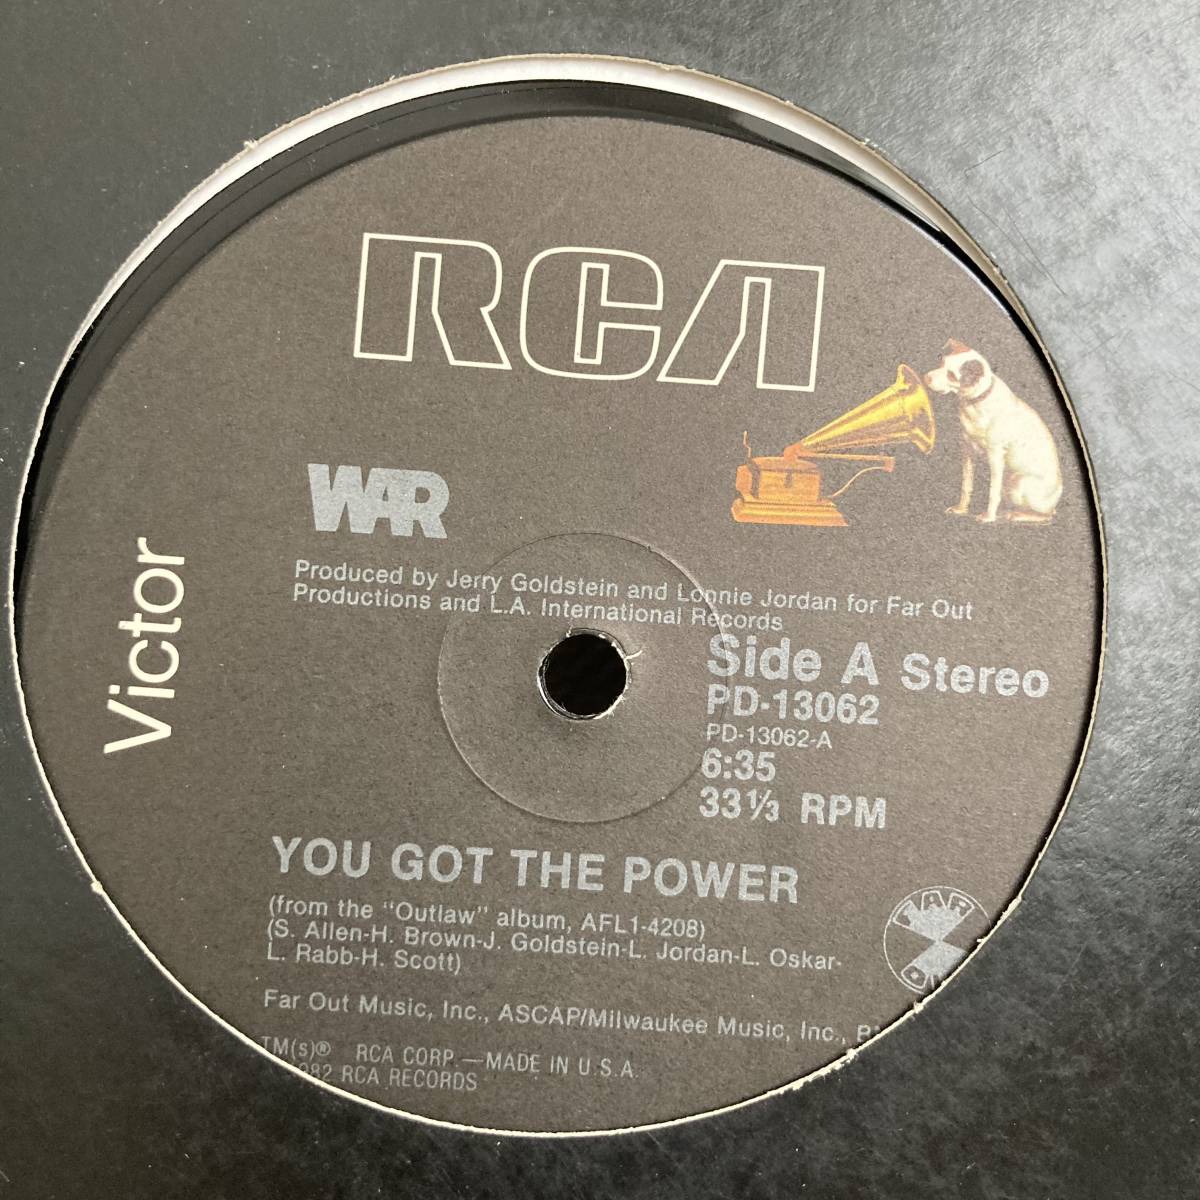 RCA
Victor
WAR
Produced by Jerry Goldstein and Lonnie Jordan for Far Out
Productions and L.A. International Records
Side A Stereo
PD-13062
PD-13062-A
6:35
33⅓ RPM
YOU GOT THE POWER
(from the "Outlaw" album, AFL1-4208)
(S. Allen-H. Brown-J. Goldstein-L. Jordan-L. Oskar-
L. Rabb-H. Scott)
FAR
Far Out Music, Inc., ASCAP/Milwaukee Music, Inc.,
TM(s)® RCA CORP.—MADE IN U.S.A.
RCA RECORDS